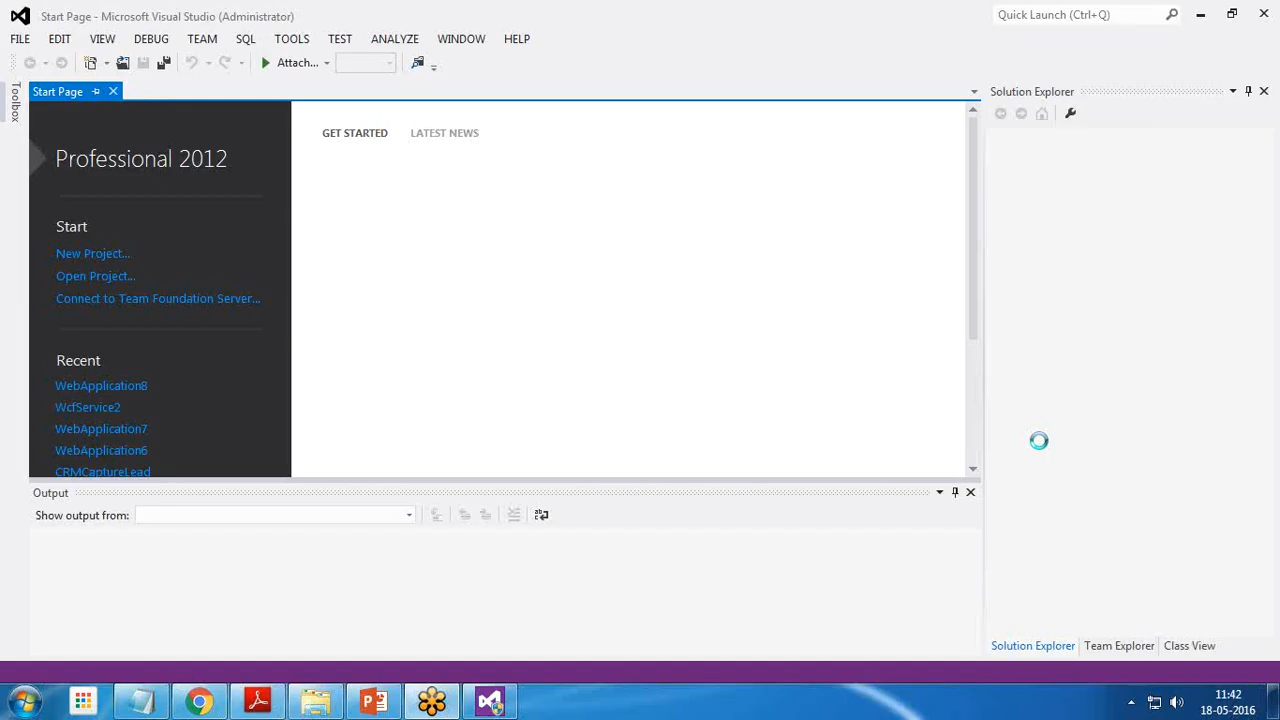 Start Page - Microsoft Visual Studio (Administrator)
Quick Launch (Ctrl+Q)
FILE EDIT VIEW DEBUG TEAM SQL TOOLS TEST ANALYZE WINDOW HELP
Attach...
Toolbox
Start Page
Solution Explorer
GET STARTED LATEST NEWS
Professional 2012
Start
New Project...
Open Project...
Connect to Team Foundation Server...
Recent
WebApplication8
WcfService2
WebApplication7
WebApplication6
CRMCaptureLead
Output
Show output from:
Solution Explorer Team Explorer Class View
11:42
18-05-2016